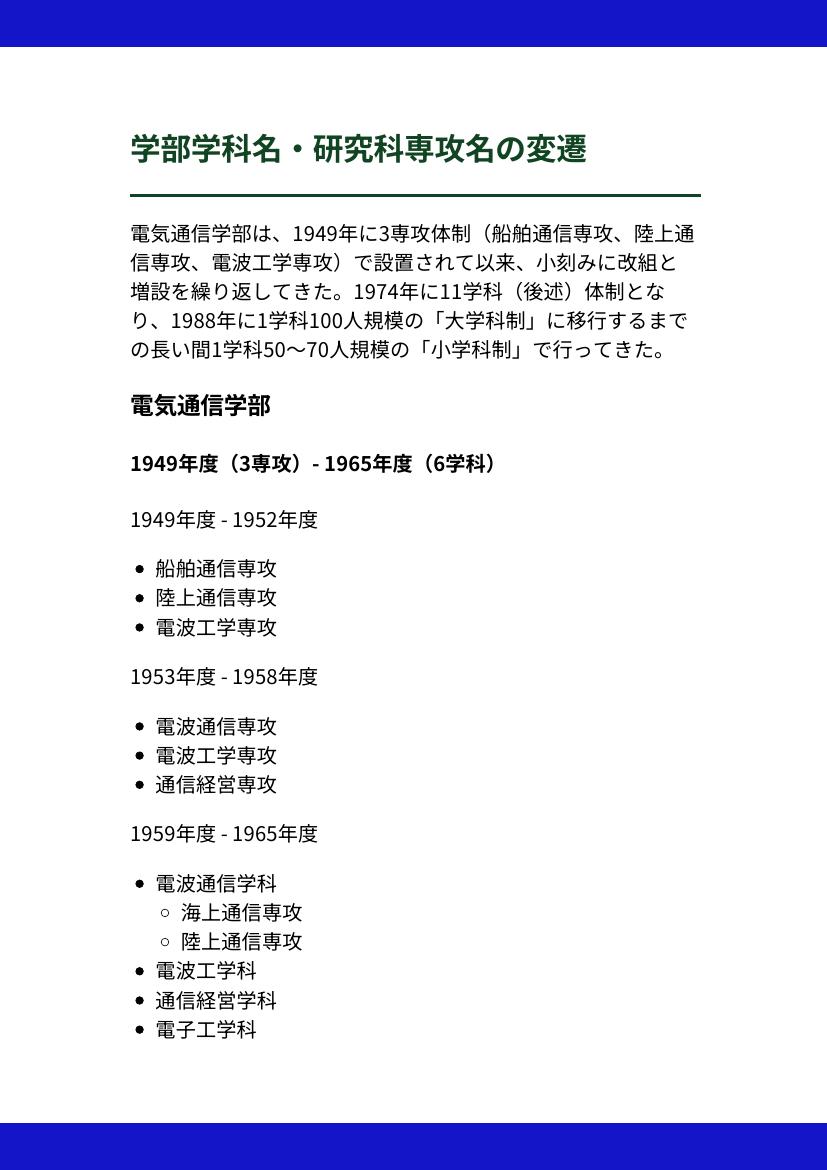 学部学科名・研究科専攻名の変遷
電気通信学部は、1949年に3専攻体制（船舶通信専攻、陸上通
信専攻、電波工学専攻）で設置されて以来、小刻みに改組と
増設を繰り返してきた。1974年に11学科（後述）体制とな
り、1988年に1学科100人規模の「大学科制」に移行するまで
の長い間1学科50〜70人規模の「小学科制」で行ってきた。
電気通信学部
1949年度（3専攻）- 1965年度（6学科）
1949年度 - 1952年度
• 船舶通信専攻
• 陸上通信専攻
• 電波工学専攻
1953年度 - 1958年度
• 電波通信専攻
• 電波工学専攻
• 通信経営専攻
1959年度 - 1965年度
• 電波通信学科
◦ 海上通信専攻
◦ 陸上通信専攻
• 電波工学科
• 通信経営学科
• 電子工学科